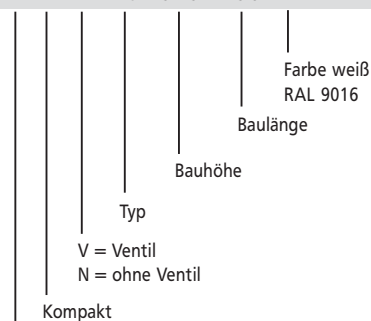 Farbe weiß
RAL 9016
Baulänge
Bauhöhe
Typ
V = Ventil
N = ohne Ventil
Kompakt